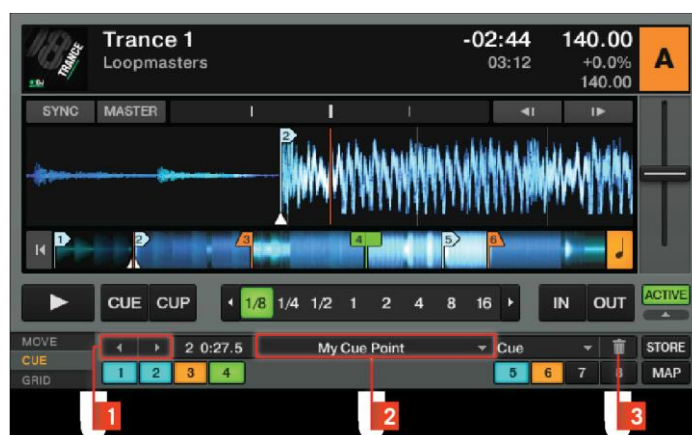 TRANCE
Trance 1
Loopmasters
-02:44
03:12
140.00
+0.0%
140.00
A
SYNC MASTER
2
1 2 3 4 5 6
CUE CUP
1/8 1/4 1/2 1 2 4 8 16
IN OUT
ACTIVE
MOVE
CUE
GRID
2 0:27.5
My Cue Point
Cue
STORE
1 2 3 4 5 6 7 8
MAP
1 2 3